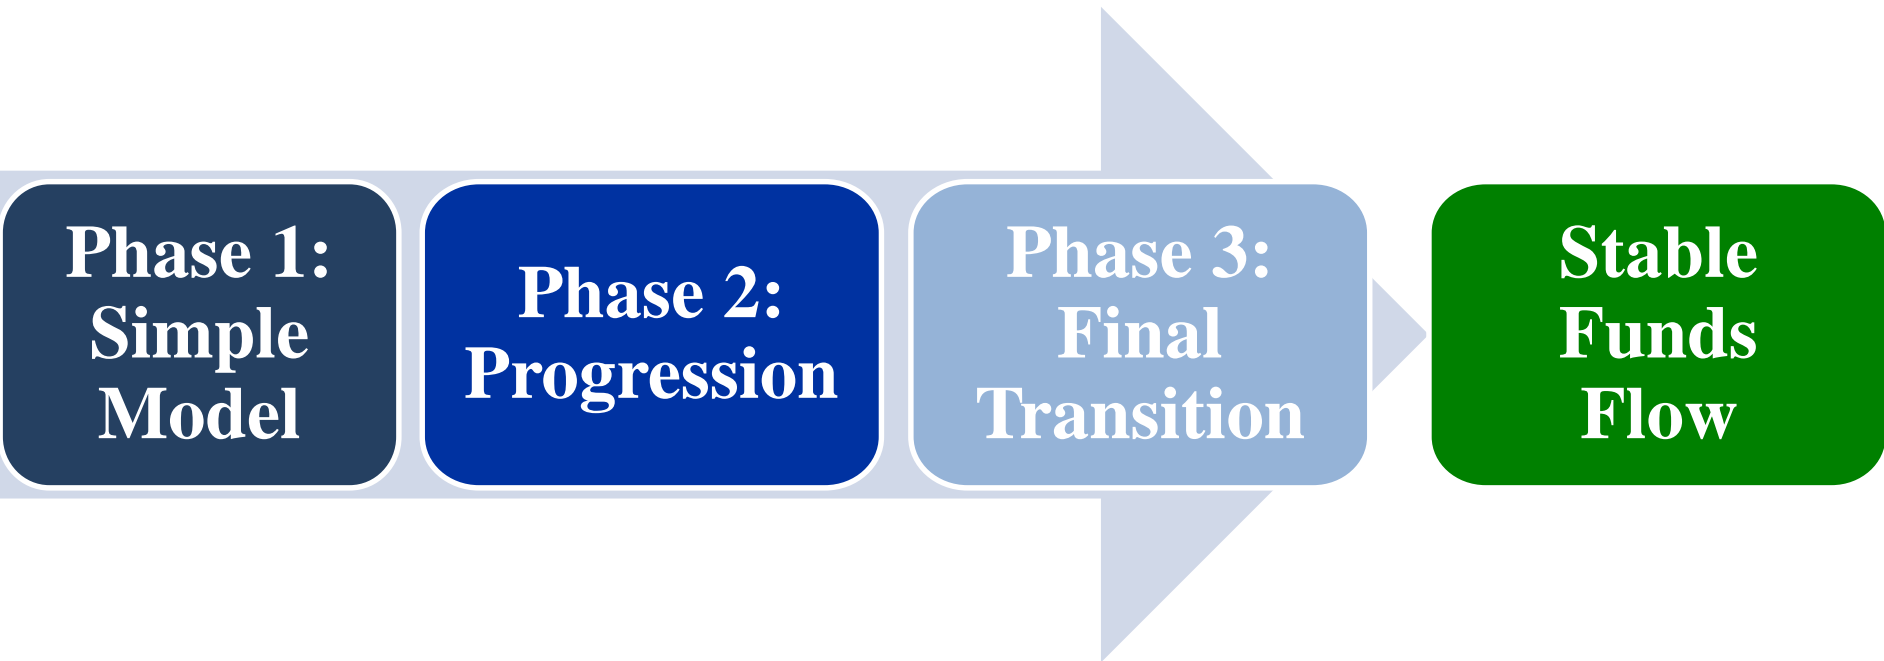 Phase 1:
Simple
Model
Phase 2:
Progression
Phase 3:
Final
Transition
Stable
Funds
Flow